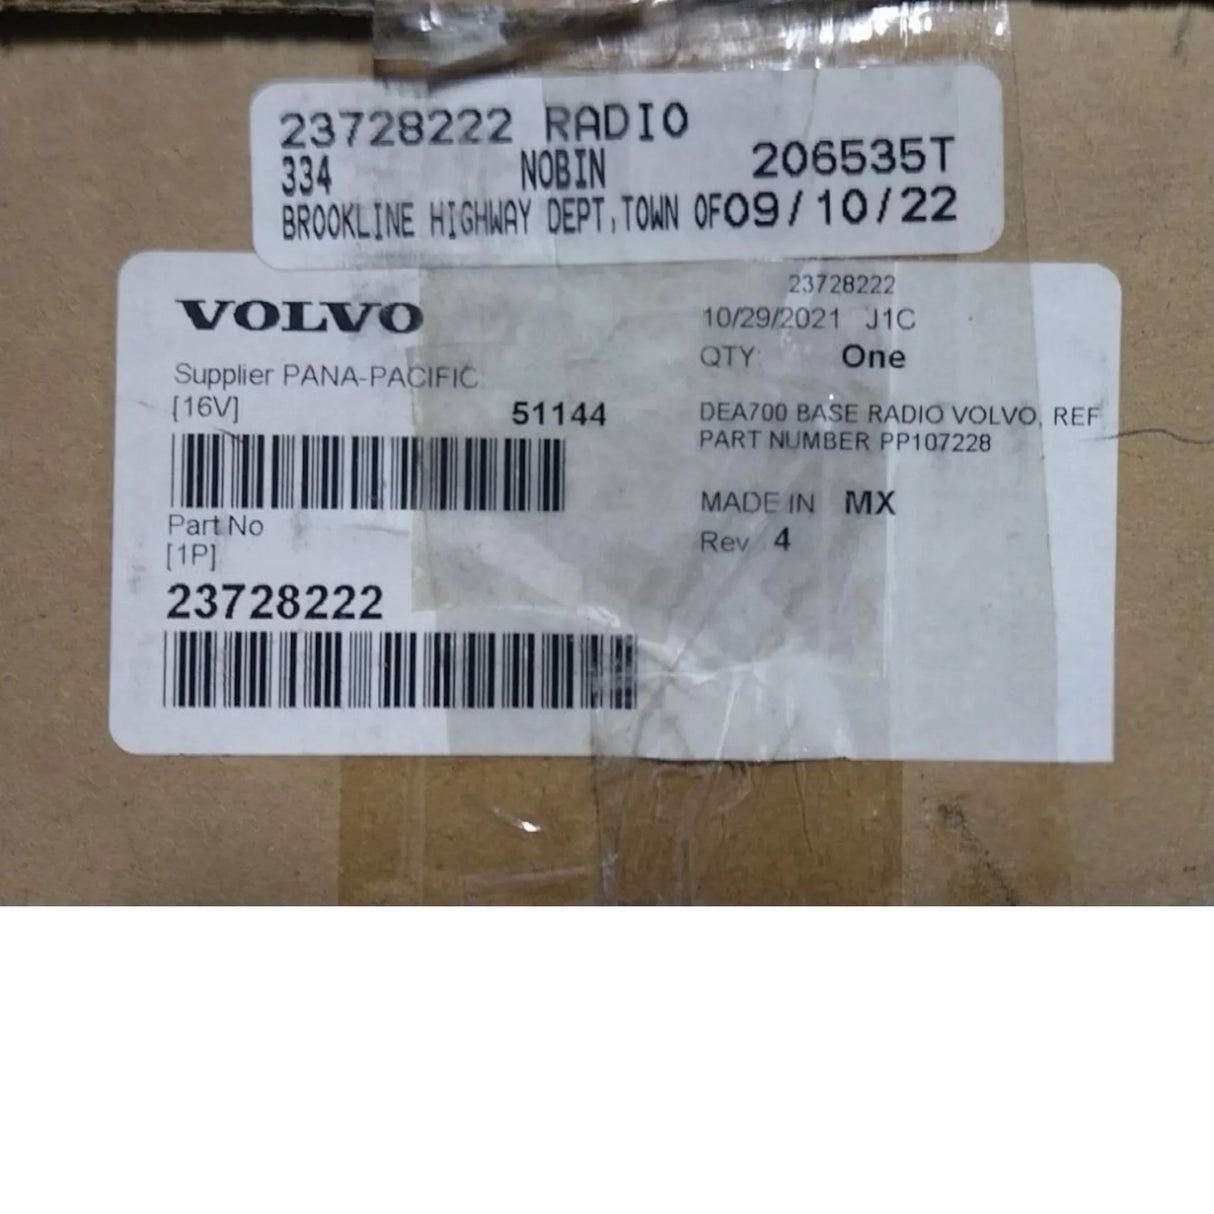 23728222 RADIO
334 NOBIN 206535T
BROOKLINE HIGHWAY DEPT,TOWN OF09/10/22
VOLVO
Supplier PANA-PACIFIC
[16V] 51144
Part No
[1P]
23728222
23728222
10/29/2021 J1C
QTY: One
DEA700 BASE RADIO VOLVO, REF
PART NUMBER PP107228
MADE IN MX
Rev 4